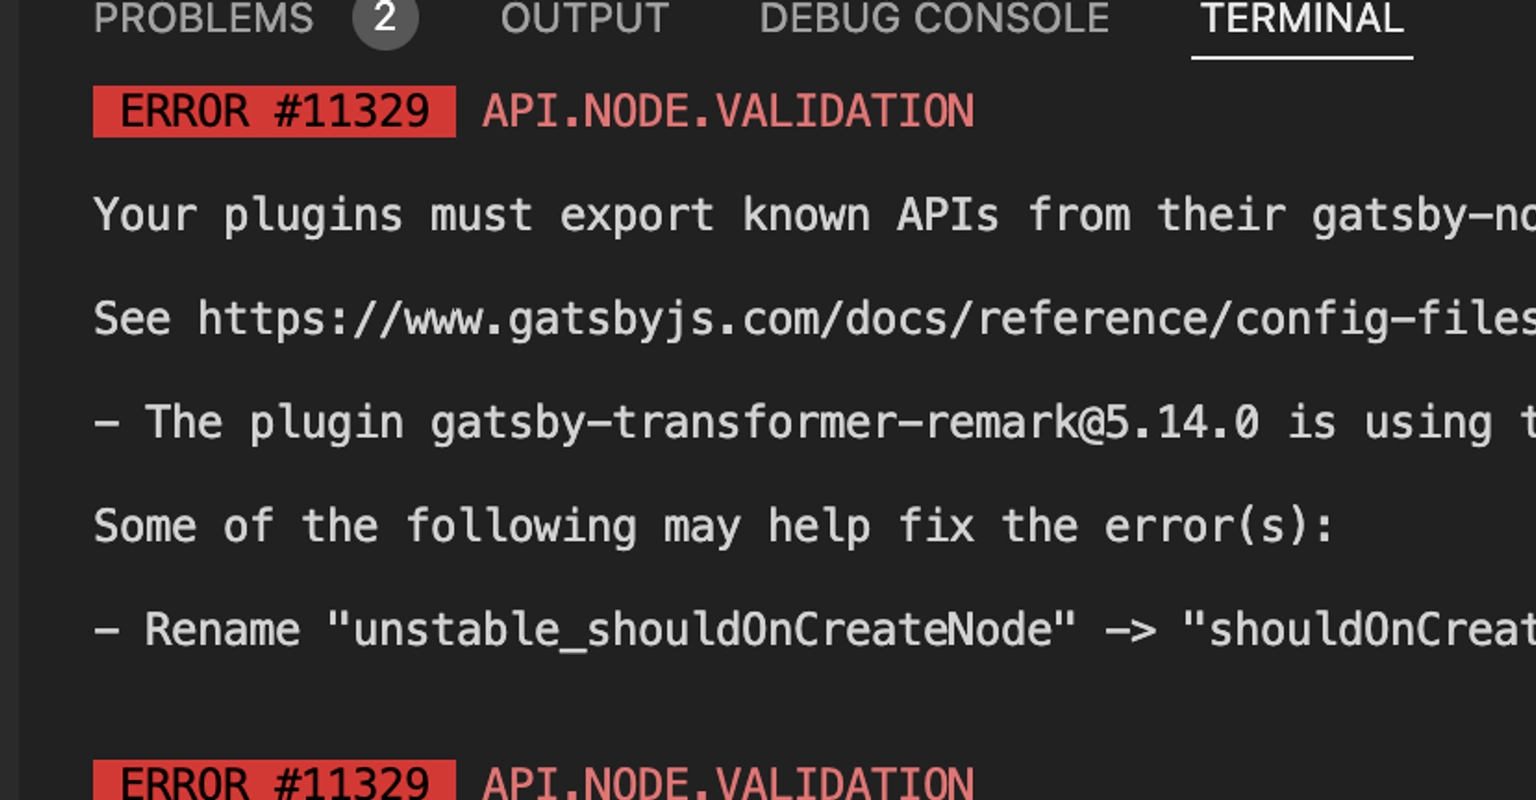 PROBLEMS 2 OUTPUT DEBUG CONSOLE TERMINAL
ERROR #11329 API.NODE.VALIDATION
Your plugins must export known APIs from their gatsby-no
See https://www.gatsbyjs.com/docs/reference/config-files
- The plugin gatsby-transformer-remark@5.14.0 is using t
Some of the following may help fix the error(s):
- Rename "unstable_shouldOnCreateNode" -> "shouldOnCreat
ERROR #11329 API.NODE.VALIDATION